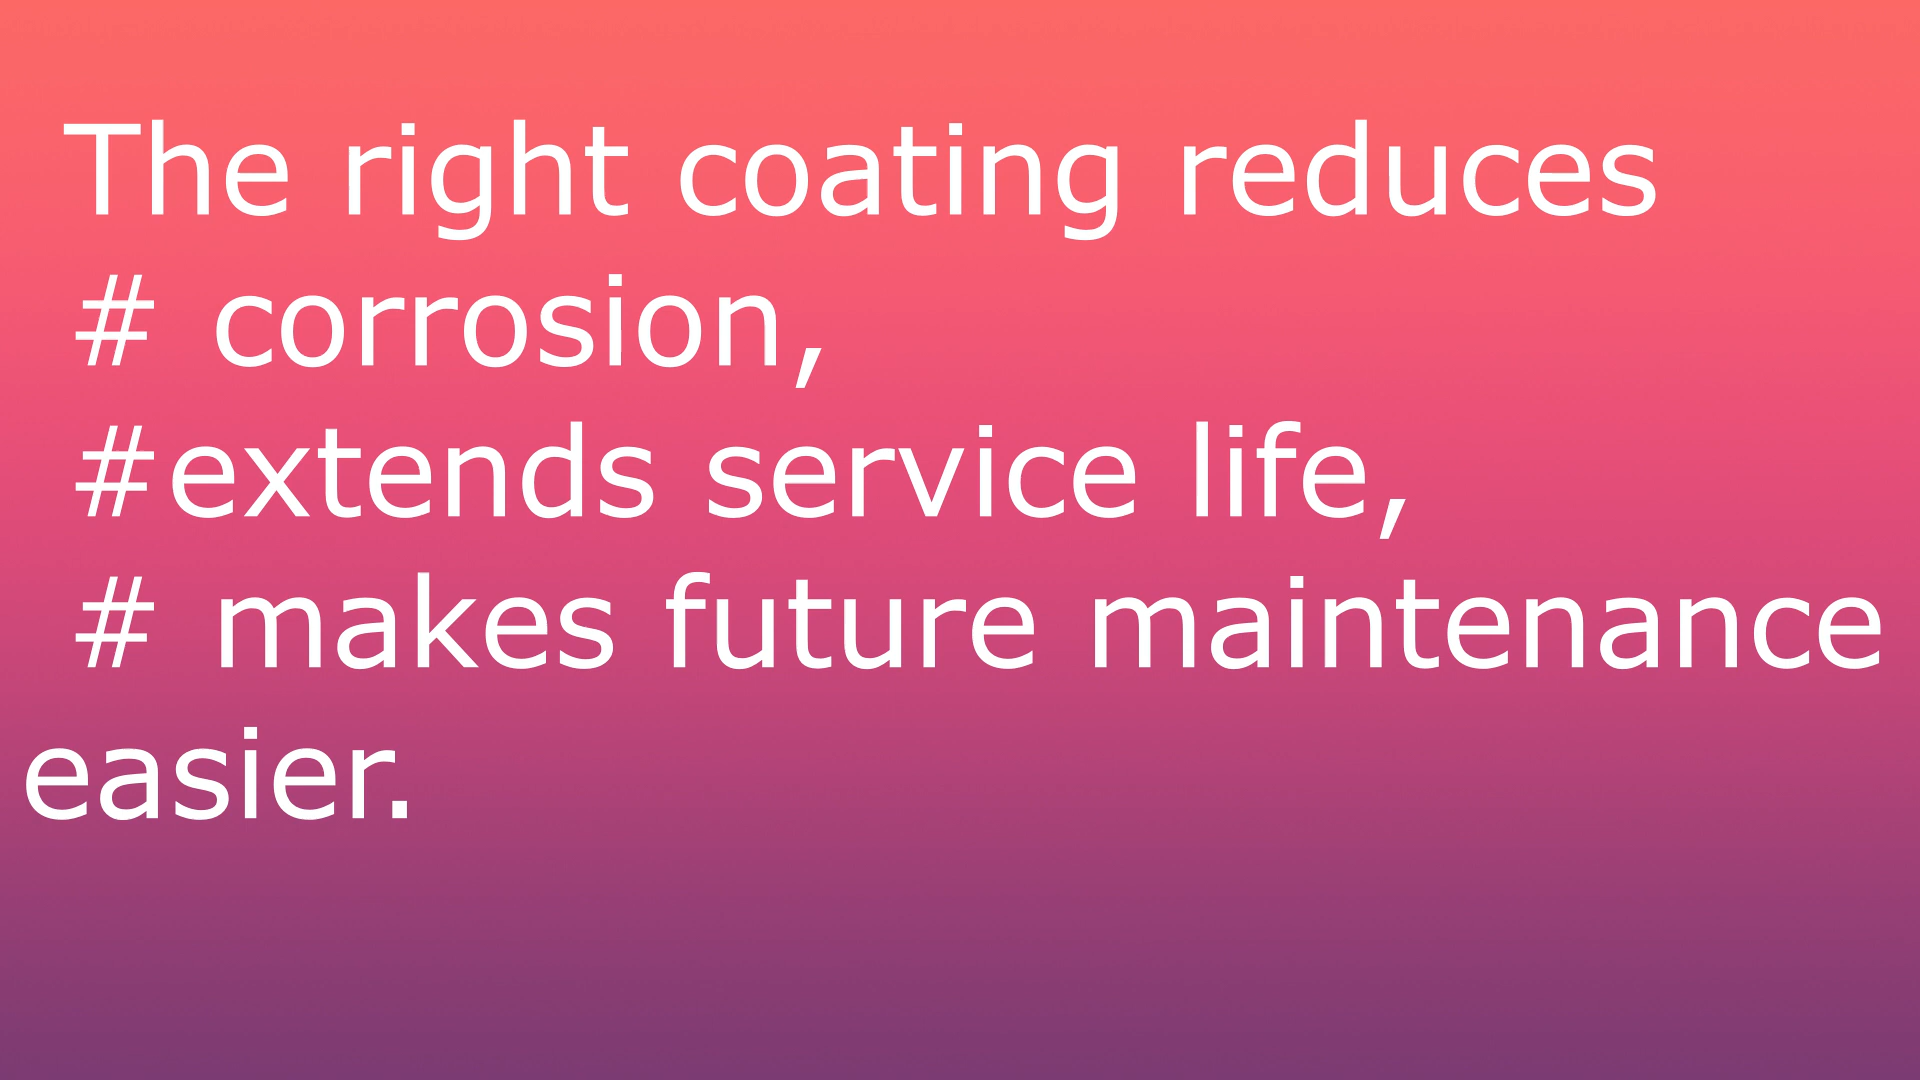 The right coating reduces
# corrosion,
#extends service life,
# makes future maintenance
easier.